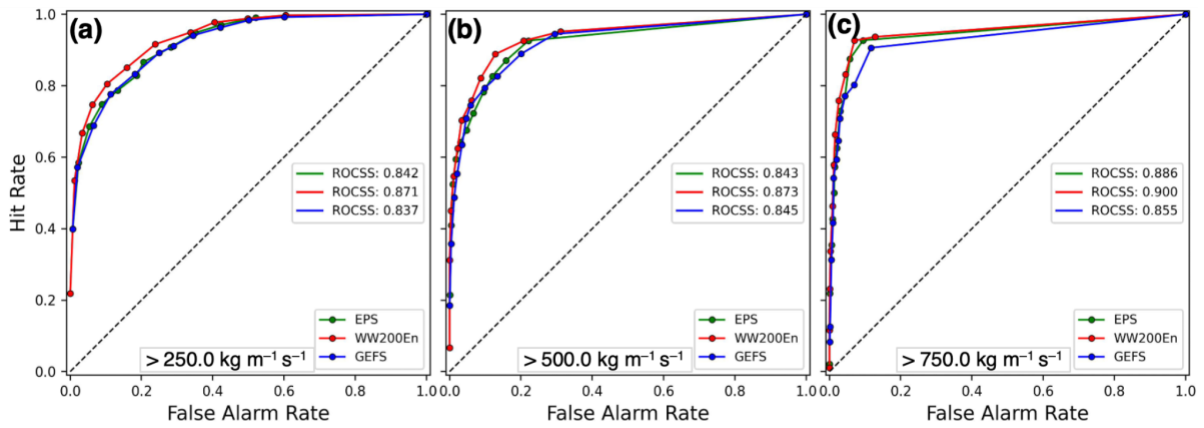 (a)
Hit Rate
1.0
0.8
0.6
0.4
0.2
0.0
ROCSS: 0.842
ROCSS: 0.871
ROCSS: 0.837
EPS
WW200En
GEFS
> 250.0 kg m⁻¹ s⁻¹
0.0 0.2 0.4 0.6 0.8 1.0
False Alarm Rate
(b)
ROCSS: 0.843
ROCSS: 0.873
ROCSS: 0.845
EPS
WW200En
GEFS
> 500.0 kg m⁻¹ s⁻¹
0.0 0.2 0.4 0.6 0.8 1.0
False Alarm Rate
(c)
ROCSS: 0.886
ROCSS: 0.900
ROCSS: 0.855
EPS
WW200En
GEFS
> 750.0 kg m⁻¹ s⁻¹
0.0 0.2 0.4 0.6 0.8 1.0
False Alarm Rate